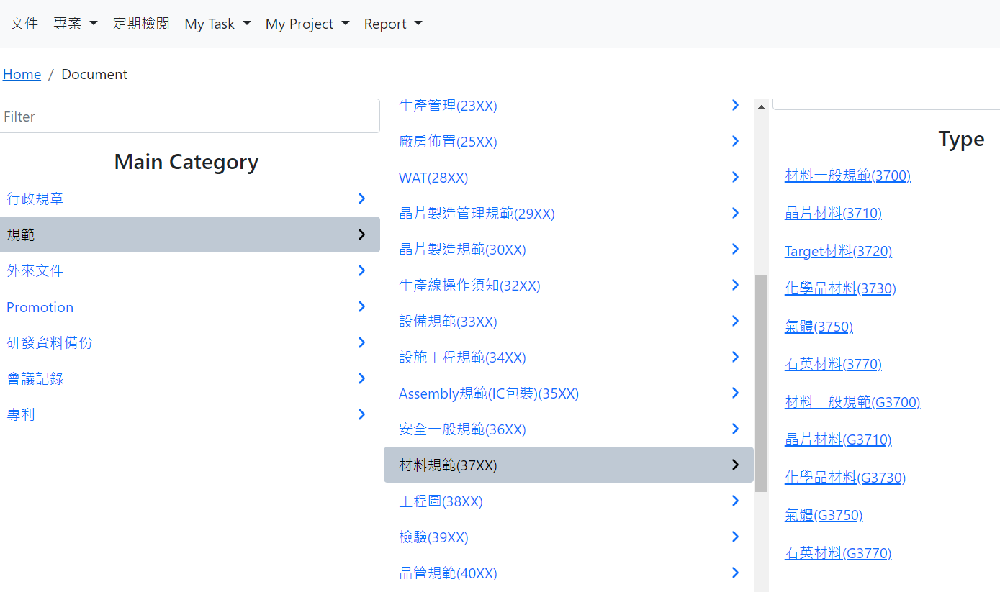 文件 專案 定期檢閱 My Task My Project Report
Home / Document
Filter
Main Category
行政規章
規範
外來文件
Promotion
研發資料備份
會議記錄
專利
生產管理(23XX)
廠房佈置(25XX)
WAT(28XX)
晶片製造管理規範(29XX)
晶片製造規範(30XX)
生產線操作須知(32XX)
設備規範(33XX)
設施工程規範(34XX)
Assembly規範(IC包裝)(35XX)
安全一般規範(36XX)
材料規範(37XX)
工程圖(38XX)
檢驗(39XX)
品管規範(40XX)
Type
材料一般規範(3700)
晶片材料(3710)
Target材料(3720)
化學品材料(3730)
氣體(3750)
石英材料(3770)
材料一般規範(G3700)
晶片材料(G3710)
化學品材料(G3730)
氣體(G3750)
石英材料(G3770)